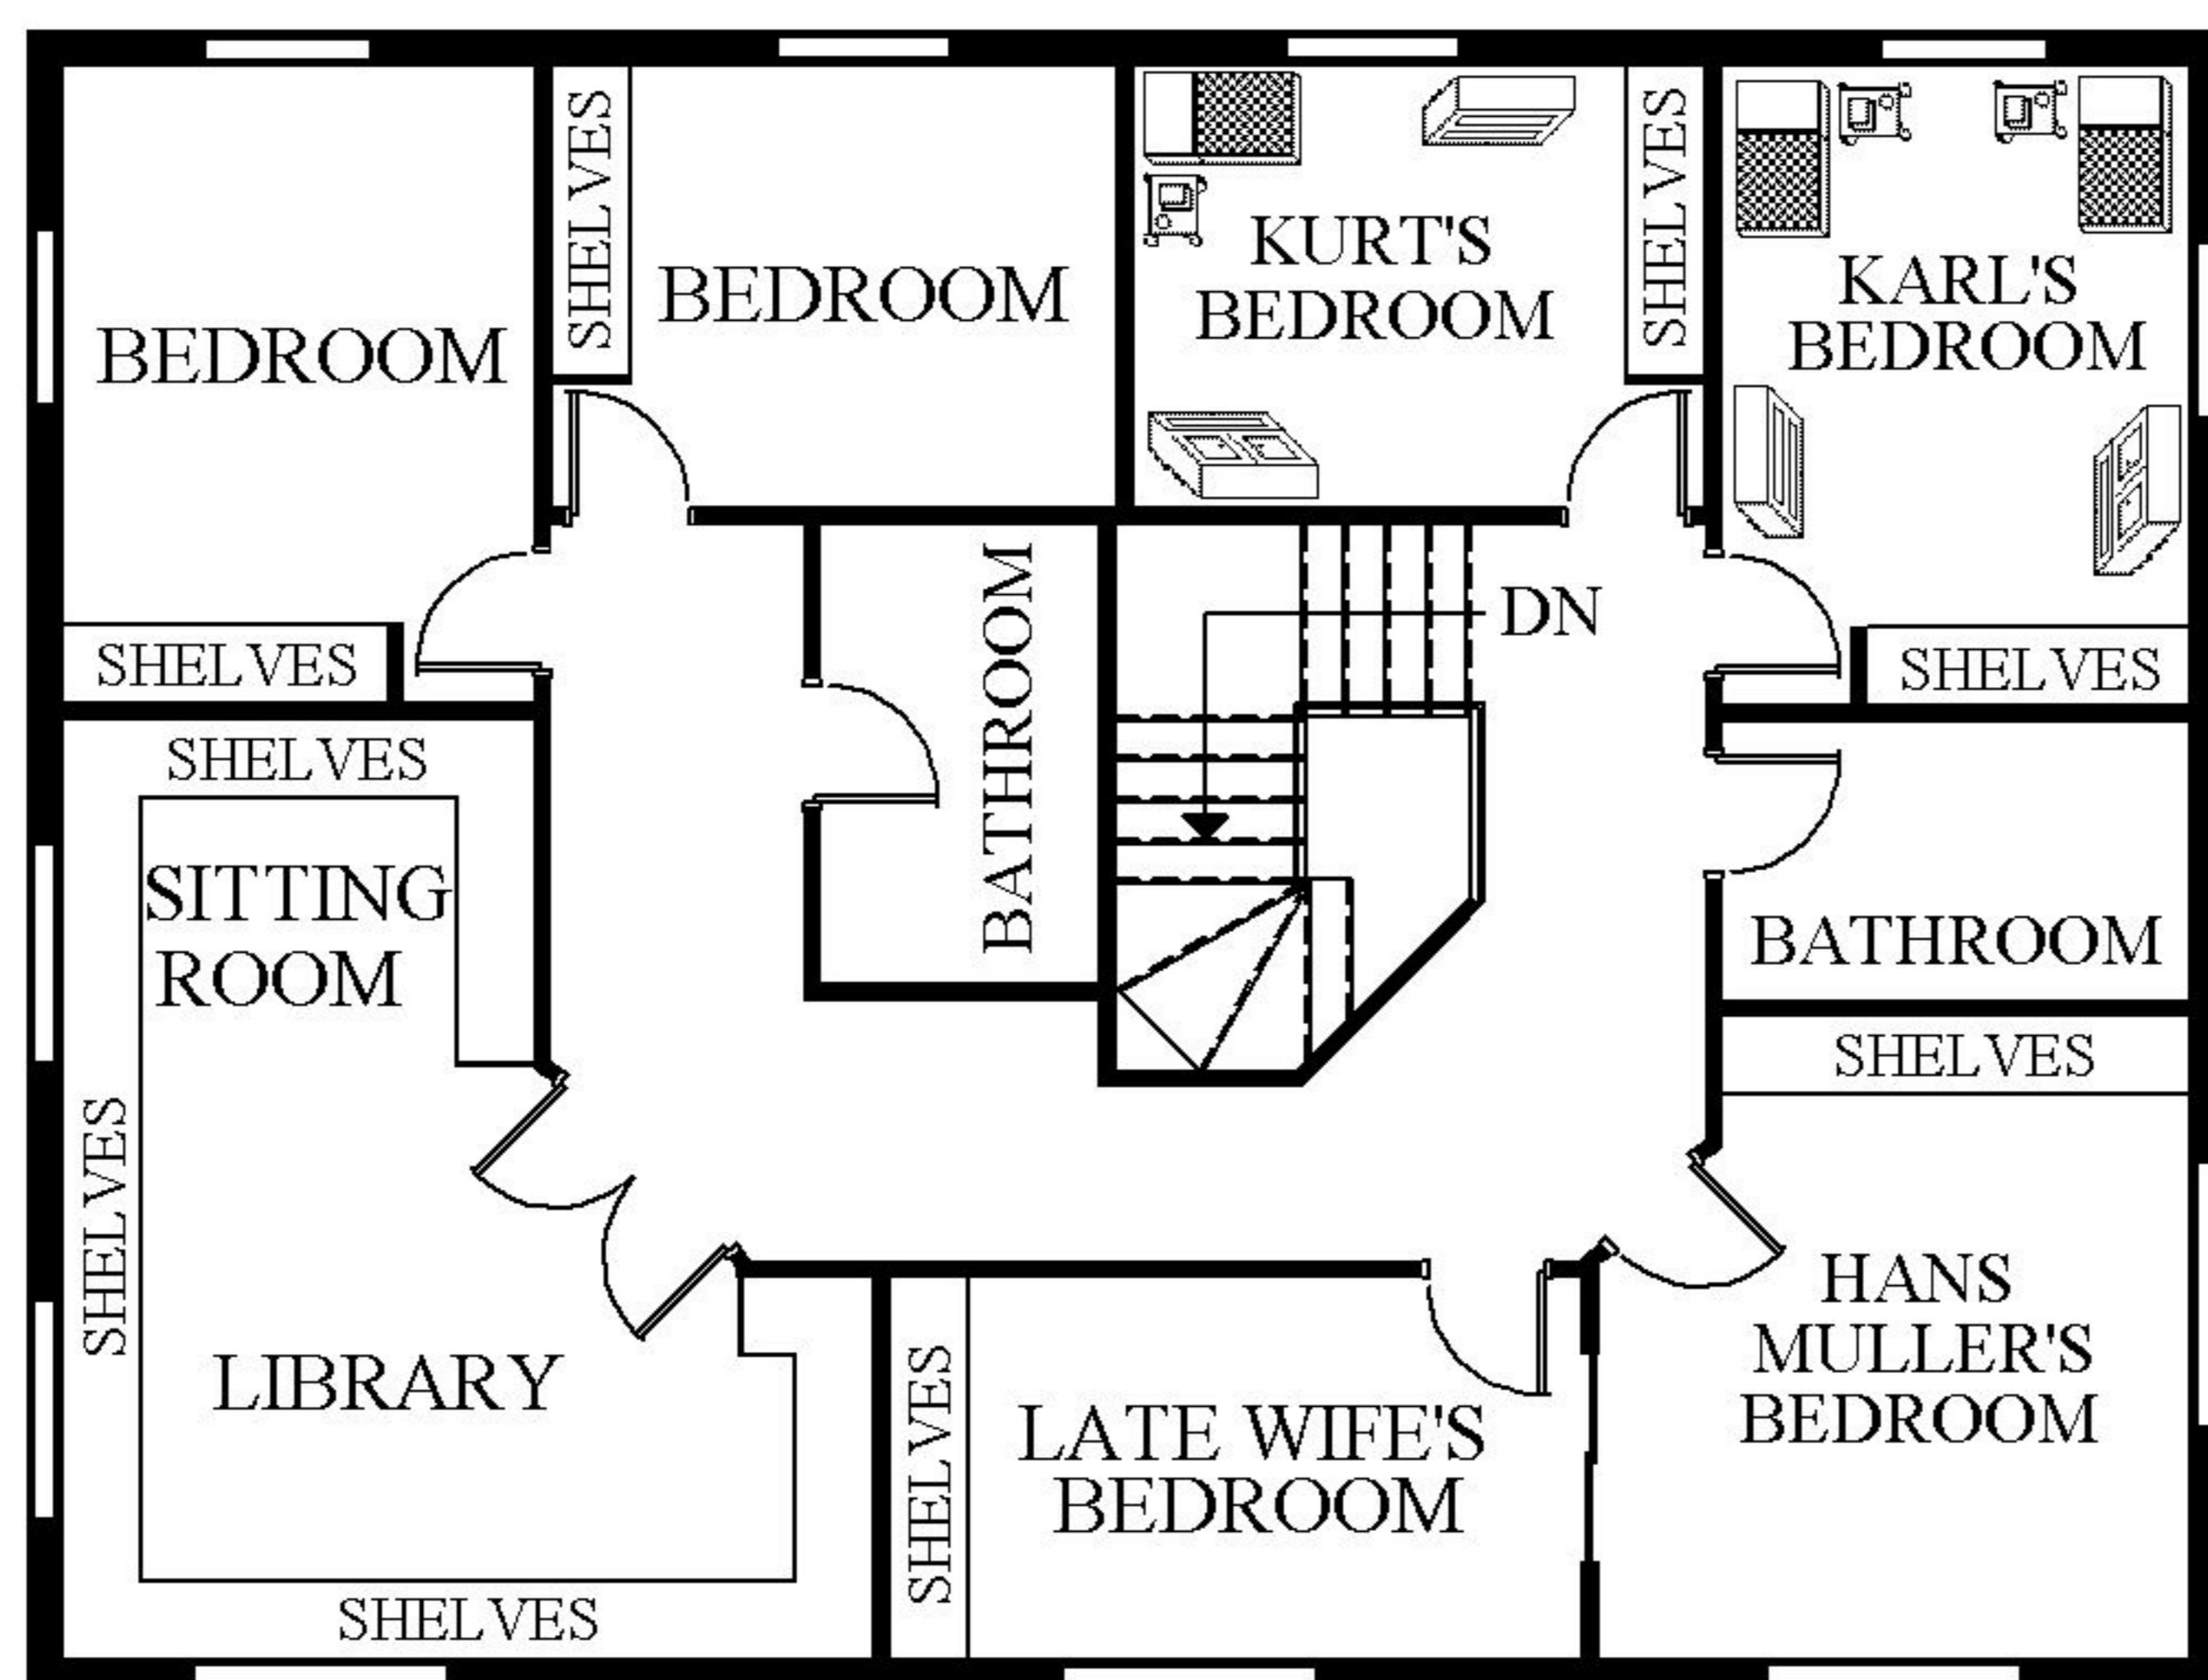 SHELVES
BEDROOM
BEDROOM
SHELVES
KURT'S
BEDROOM
SHELVES
KARL'S
BEDROOM
SHELVES
SHELVES
SITTING
ROOM
BATHROOM
DN
BATHROOM
SHELVES
SHELVES
LIBRARY
SHELVES
SHELVES
LATE WIFE'S
BEDROOM
HANS
MULLER'S
BEDROOM